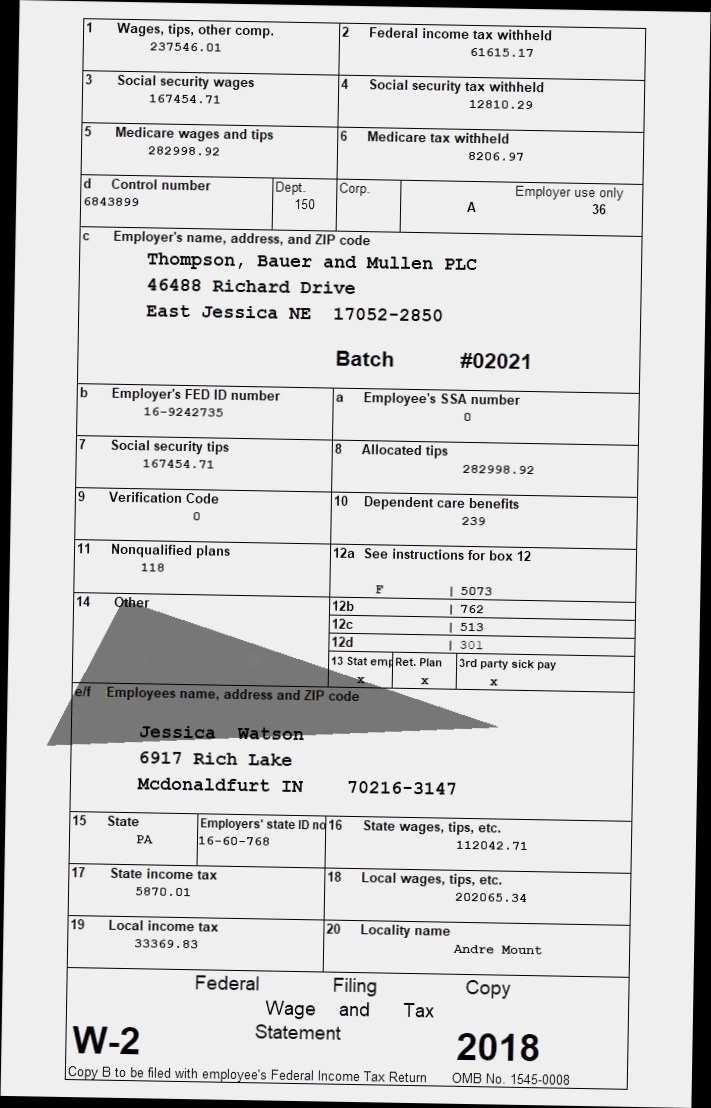 1 Wages, tips, other comp. 2 Federal income tax withheld
237546.01 61615.17
3 Social security wages 4 Social security tax withheld
167454.71 12810.29
5 Medicare wages and tips 6 Medicare tax withheld
282998.92 8206.97
d Control number Dept. Corp. Employer use only
6843899 150 A 36
c Employer's name, address, and ZIP code
Thompson, Bauer and Mullen PLC
46488 Richard Drive
East Jessica NE 17052-2850
Batch #02021
b Employer's FED ID number a Employee's SSA number
16-9242735 0
7 Social security tips 8 Allocated tips
167454.71 282998.92
9 Verification Code 10 Dependent care benefits
0 239
11 Nonqualified plans 12a See instructions for box 12
118
F | 5073
14 Other 12b | 762
12c | 513
12d | 301
13 Stat emp Ret. Plan 3rd party sick pay
x x x
e/f Employees name, address and ZIP code
Jessica Watson
6917 Rich Lake
Mcdonaldfurt IN 70216-3147
15 State Employers' state ID no 16 State wages, tips, etc.
PA 16-60-768 112042.71
17 State income tax 18 Local wages, tips, etc.
5870.01 202065.34
19 Local income tax 20 Locality name
33369.83 Andre Mount
Federal Filing Copy
Wage and Tax
Statement
W-2 2018
Copy B to be filed with employee's Federal Income Tax Return OMB No. 1545-0008